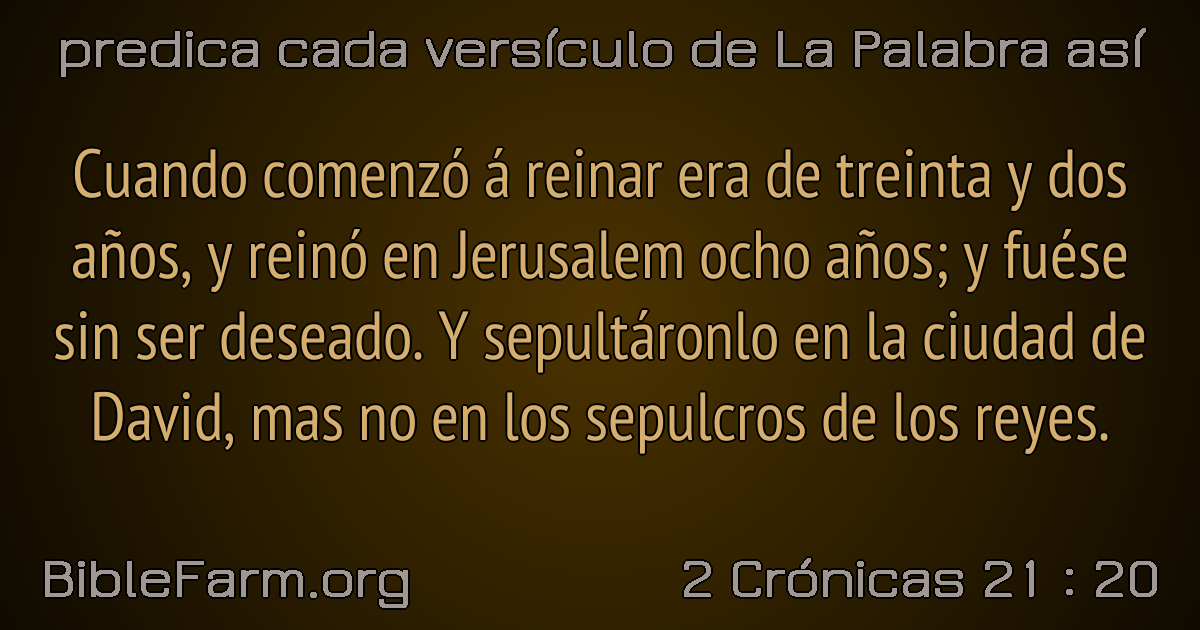 predica cada versículo de La Palabra así
Cuando comenzó á reinar era de treinta y dos
años, y reinó en Jerusalem ocho años; y fuése
sin ser deseado. Y sepultáronlo en la ciudad de
David, mas no en los sepulcros de los reyes.
BibleFarm.org
2 Crónicas 21 : 20